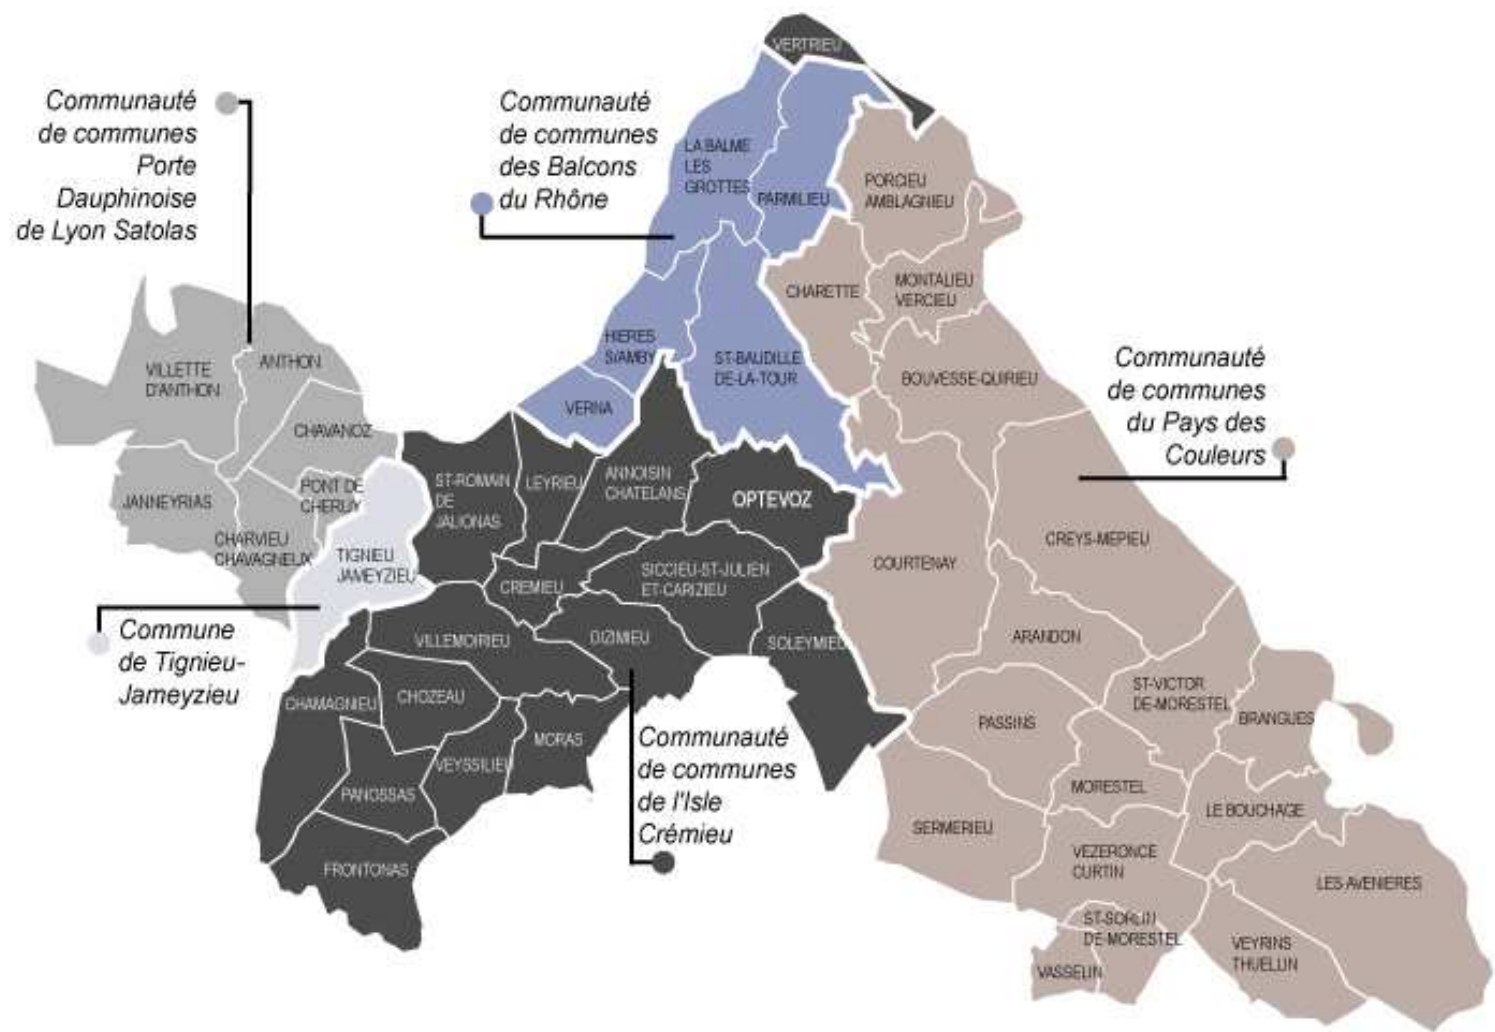 VERTRIEU
Communauté
de communes
Porte
Dauphinoise
de Lyon Satolas
Communauté
de communes
des Balcons
du Rhône
LA BALME
LES
GROTTES
PARMILIEU
PORCIEU
AMBLAGNIEU
CHARETTE
MONTALIEU
VERCIEU
HIERES
S/AMBY
ST-BAUDILLE
DE-LA-TOUR
BOUVESSE-QUIRIEU
VERNA
Communauté
de communes
du Pays des
Couleurs
VILLETTE
D'ANTHON
ANTHON
CHAVANOZ
JANNEYRIAS
PONT DE
CHERUY
CHARVIEU
CHAVAGNEUX
TIGNIEU
JAMEYZIEU
ST-ROMAIN
DE
JALIONAS
LEYRIEU
ANNOISIN
CHATELANS
OPTEVOZ
CREMIEU
SICCIEU-ST-JULIEN
ET-CARIZIEU
COURTENAY
CREYS-MEPIEU
Commune
de Tignieu-
Jameyzieu
VILLEMOIRIEU
DIZIMIEU
SOLEYMIEU
ARANDON
CHAMAGNIEU
CHOZEAU
MORAS
VEYSSILIEU
PANOSSAS
FRONTONAS
Communauté
de communes
de l'Isle
Crémieu
ST-VICTOR
DE-MORESTEL
BRANGUES
PASSINS
MORESTEL
LE BOUCHAGE
SERMERIEU
VEZERONCE
CURTIN
LES-AVENIERES
ST-SORLIN
DE-MORESTEL
VEYRINS
THUELLIN
VASSELIN